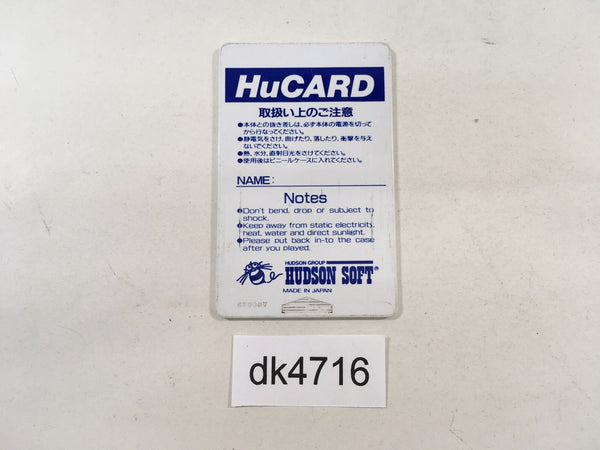 HuCARD
取扱い上のご注意
●本体との抜き差しは、必ず本体の電源を切って
から行なってください。
●静電気をさけ、曲げたり、落したり、衝撃を与え
ないでください。
●熱、水分、直射日光をさけてください。
●使用後はビニールケースに入れてください。
NAME:
Notes
●Don't bend, drop or subject to
shock.
●Keep away from static electricity,
heat, water and direct sunlight.
●Please put back in-to the case
after you played.
HUDSON GROUP
HUDSON SOFT®
MADE IN JAPAN
dk4716